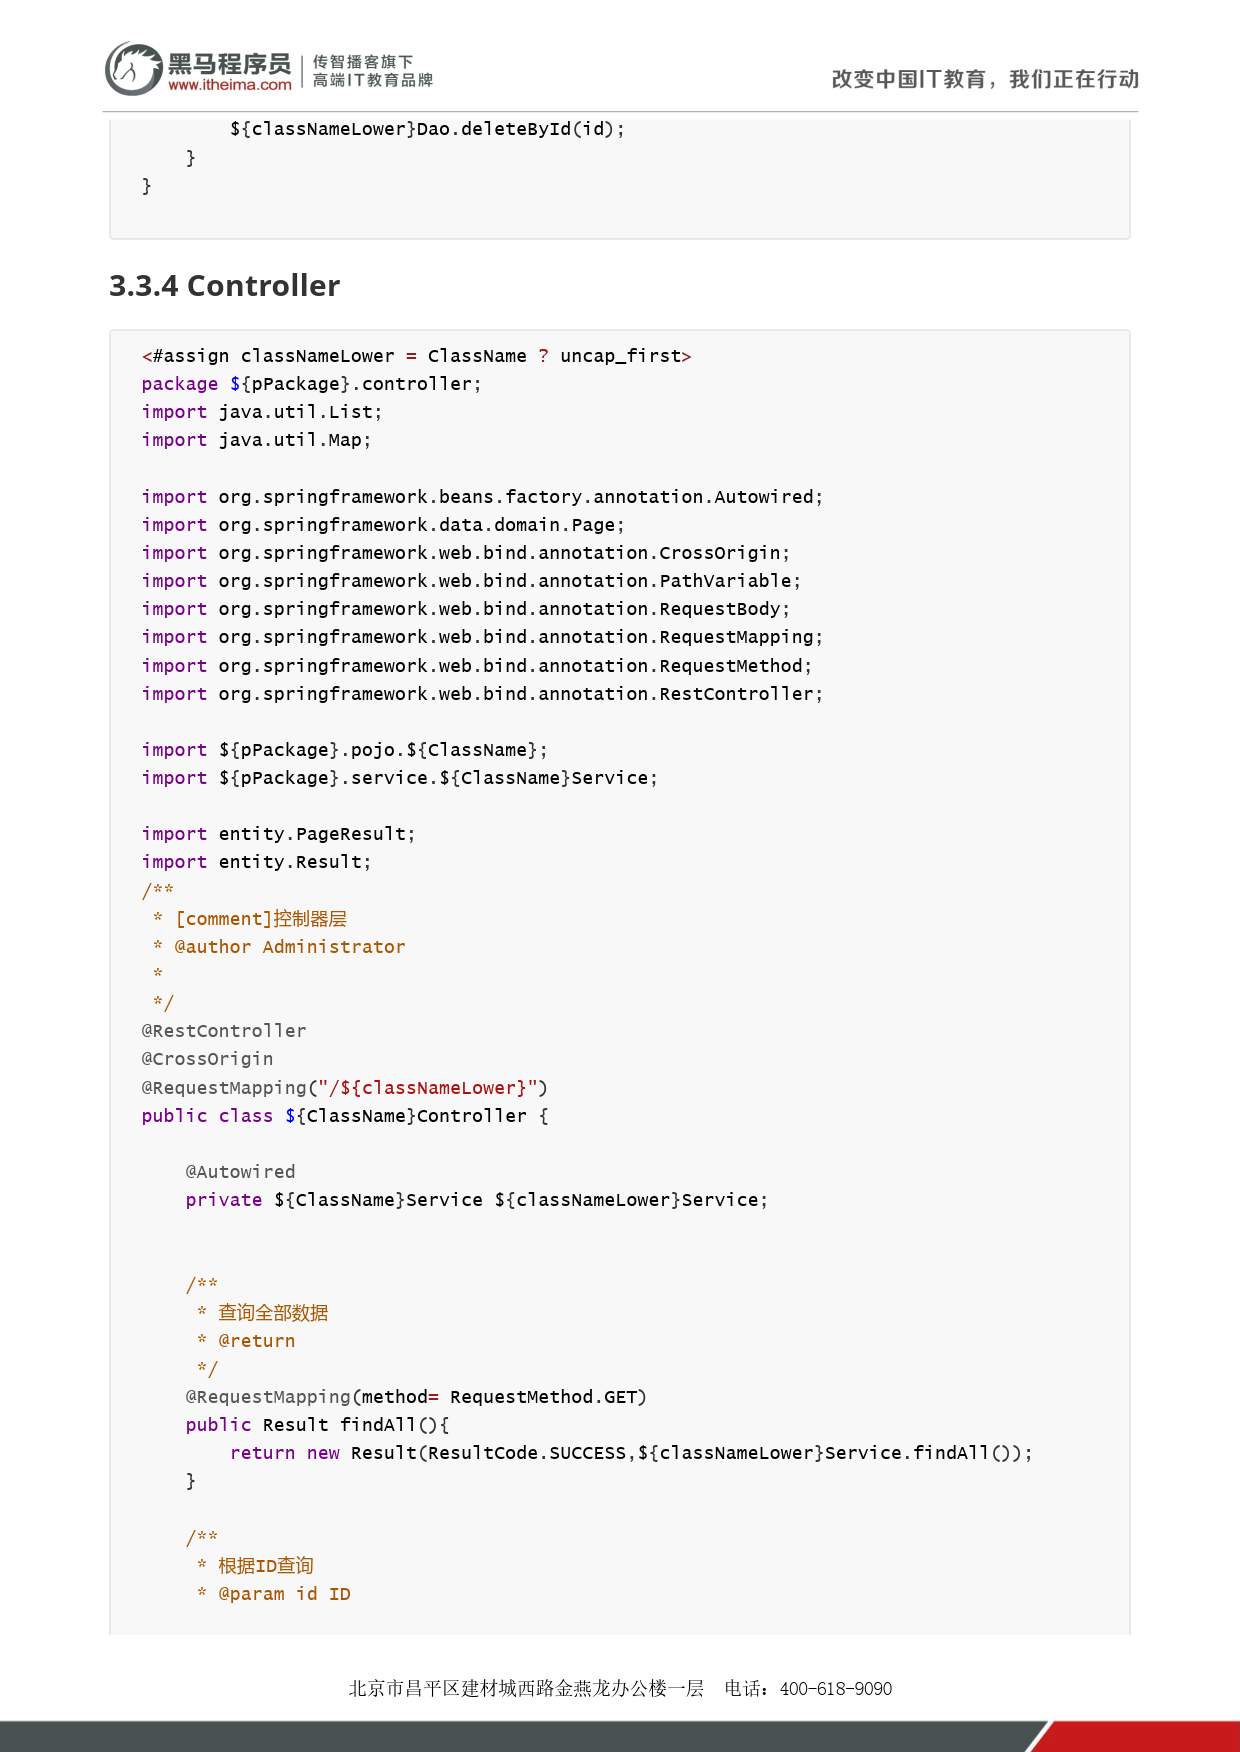 黑马程序员
www.itheima.com
传智播客旗下
高端IT教育品牌
改变中国IT教育，我们正在行动
        ${classNameLower}Dao.deleteById(id);
    }
}
3.3.4 Controller
<#assign classNameLower = ClassName ? uncap_first>
package ${pPackage}.controller;
import java.util.List;
import java.util.Map;

import org.springframework.beans.factory.annotation.Autowired;
import org.springframework.data.domain.Page;
import org.springframework.web.bind.annotation.CrossOrigin;
import org.springframework.web.bind.annotation.PathVariable;
import org.springframework.web.bind.annotation.RequestBody;
import org.springframework.web.bind.annotation.RequestMapping;
import org.springframework.web.bind.annotation.RequestMethod;
import org.springframework.web.bind.annotation.RestController;

import ${pPackage}.pojo.${ClassName};
import ${pPackage}.service.${ClassName}Service;

import entity.PageResult;
import entity.Result;
/**
 * [comment]控制器层
 * @author Administrator
 *
 */
@RestController
@CrossOrigin
@RequestMapping("/${classNameLower}")
public class ${ClassName}Controller {

    @Autowired
    private ${ClassName}Service ${classNameLower}Service;

    /**
     * 查询全部数据
     * @return
     */
    @RequestMapping(method= RequestMethod.GET)
    public Result findAll(){
        return new Result(ResultCode.SUCCESS,${classNameLower}Service.findAll());
    }

    /**
     * 根据ID查询
     * @param id ID
北京市昌平区建材城西路金燕龙办公楼一层 电话：400-618-9090